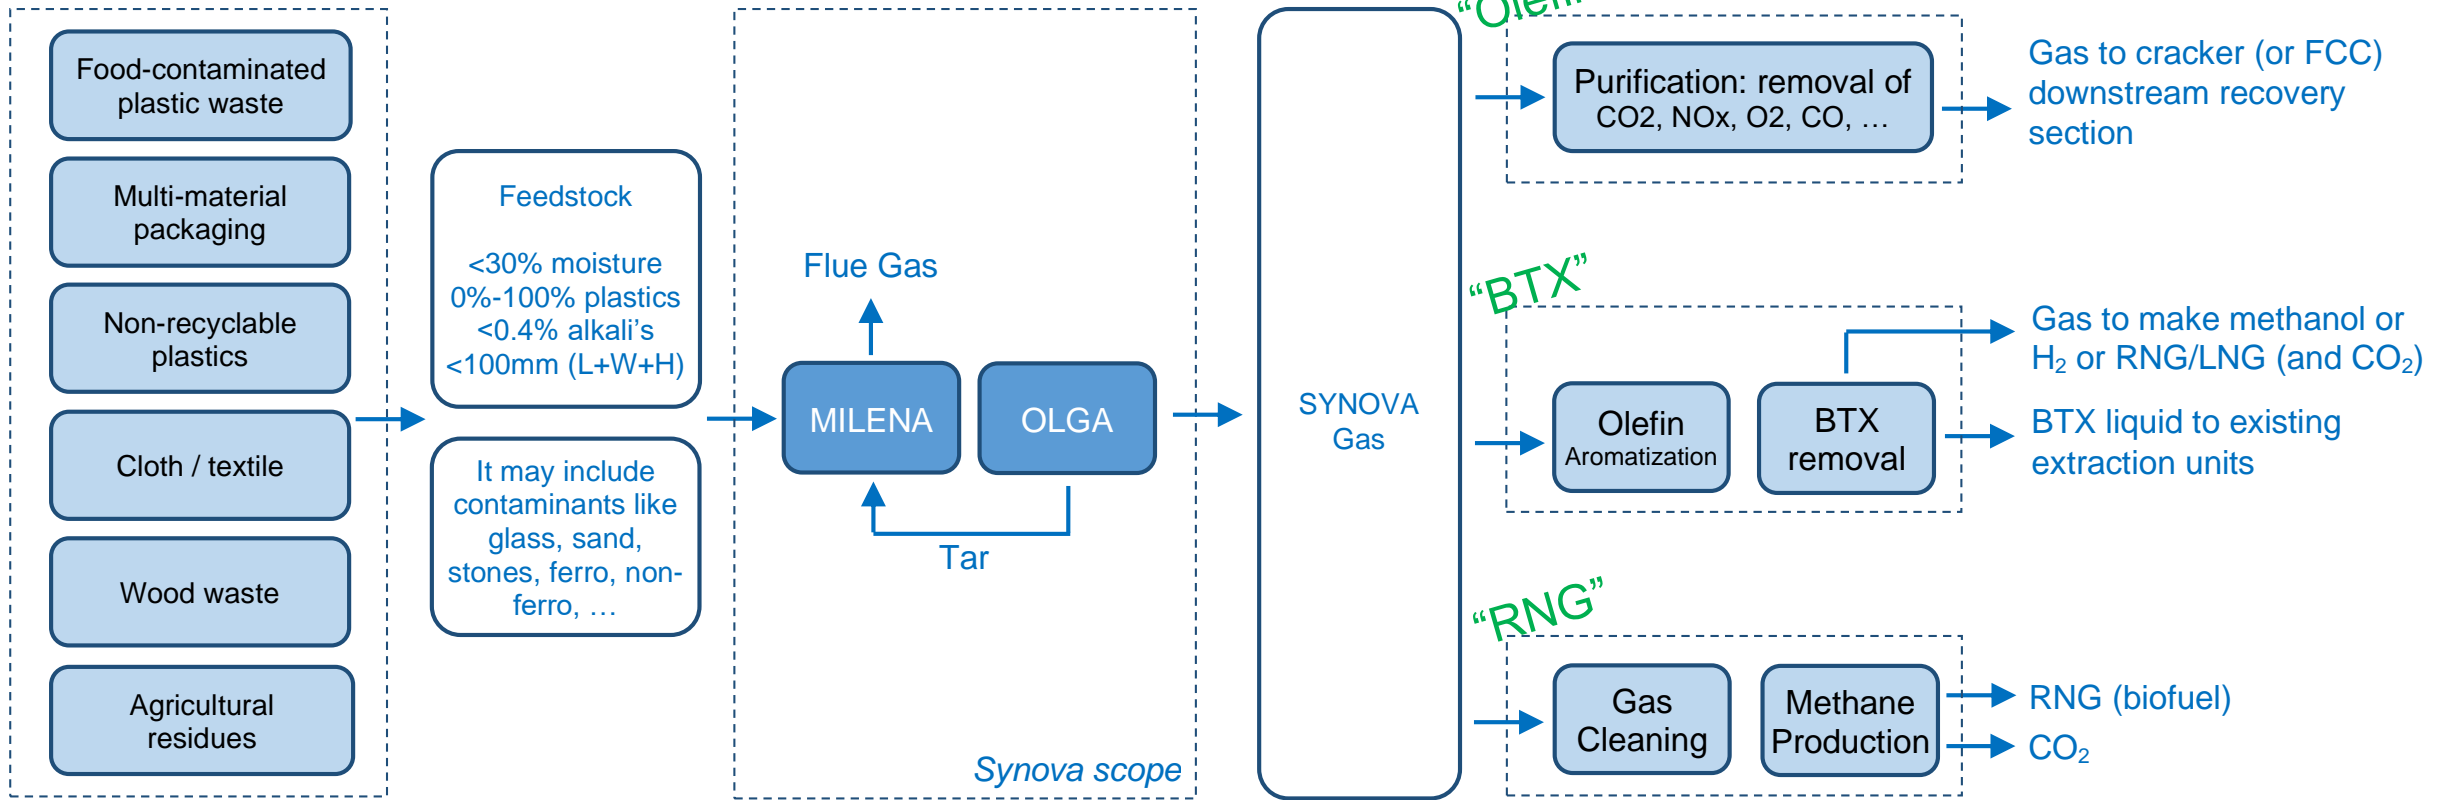 Food-contaminated
plastic waste
Multi-material
packaging
Non-recyclable
plastics
Cloth / textile
Wood waste
Agricultural
residues
Feedstock
<30% moisture
0%-100% plastics
<0.4% alkali’s
<100mm (L+W+H)
It may include
contaminants like
glass, sand,
stones, ferro, non-
ferro, …
Flue Gas
MILENA
OLGA
Tar
Synova scope
SYNOVA
Gas
Purification: removal of
CO2, NOx, O2, CO, …
Gas to cracker (or FCC)
downstream recovery
section
“BTX”
Olefin
Aromatization
BTX
removal
Gas to make methanol or
H₂ or RNG/LNG (and CO₂)
BTX liquid to existing
extraction units
“RNG”
Gas
Cleaning
Methane
Production
RNG (biofuel)
CO₂